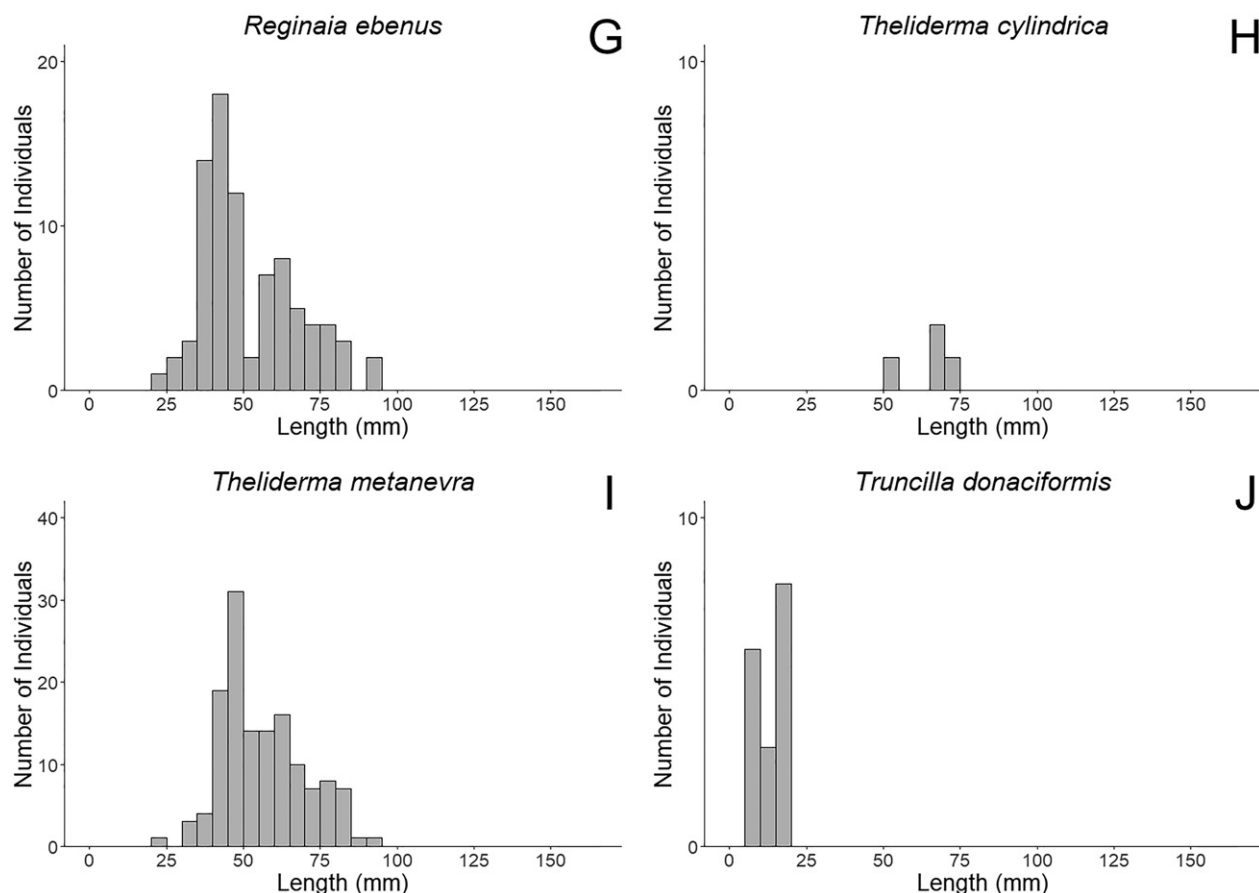 Reginaia ebenus
G
Number of Individuals
20
10
0
0 25 50 75 100 125 150
Length (mm)
Theliderma cylindrica
H
Number of Individuals
10
0
0 25 50 75 100 125 150
Length (mm)
Theliderma metanevra
I
Number of Individuals
40
30
20
10
0
0 25 50 75 100 125 150
Length (mm)
Truncilla donaciformis
J
Number of Individuals
10
0
0 25 50 75 100 125 150
Length (mm)